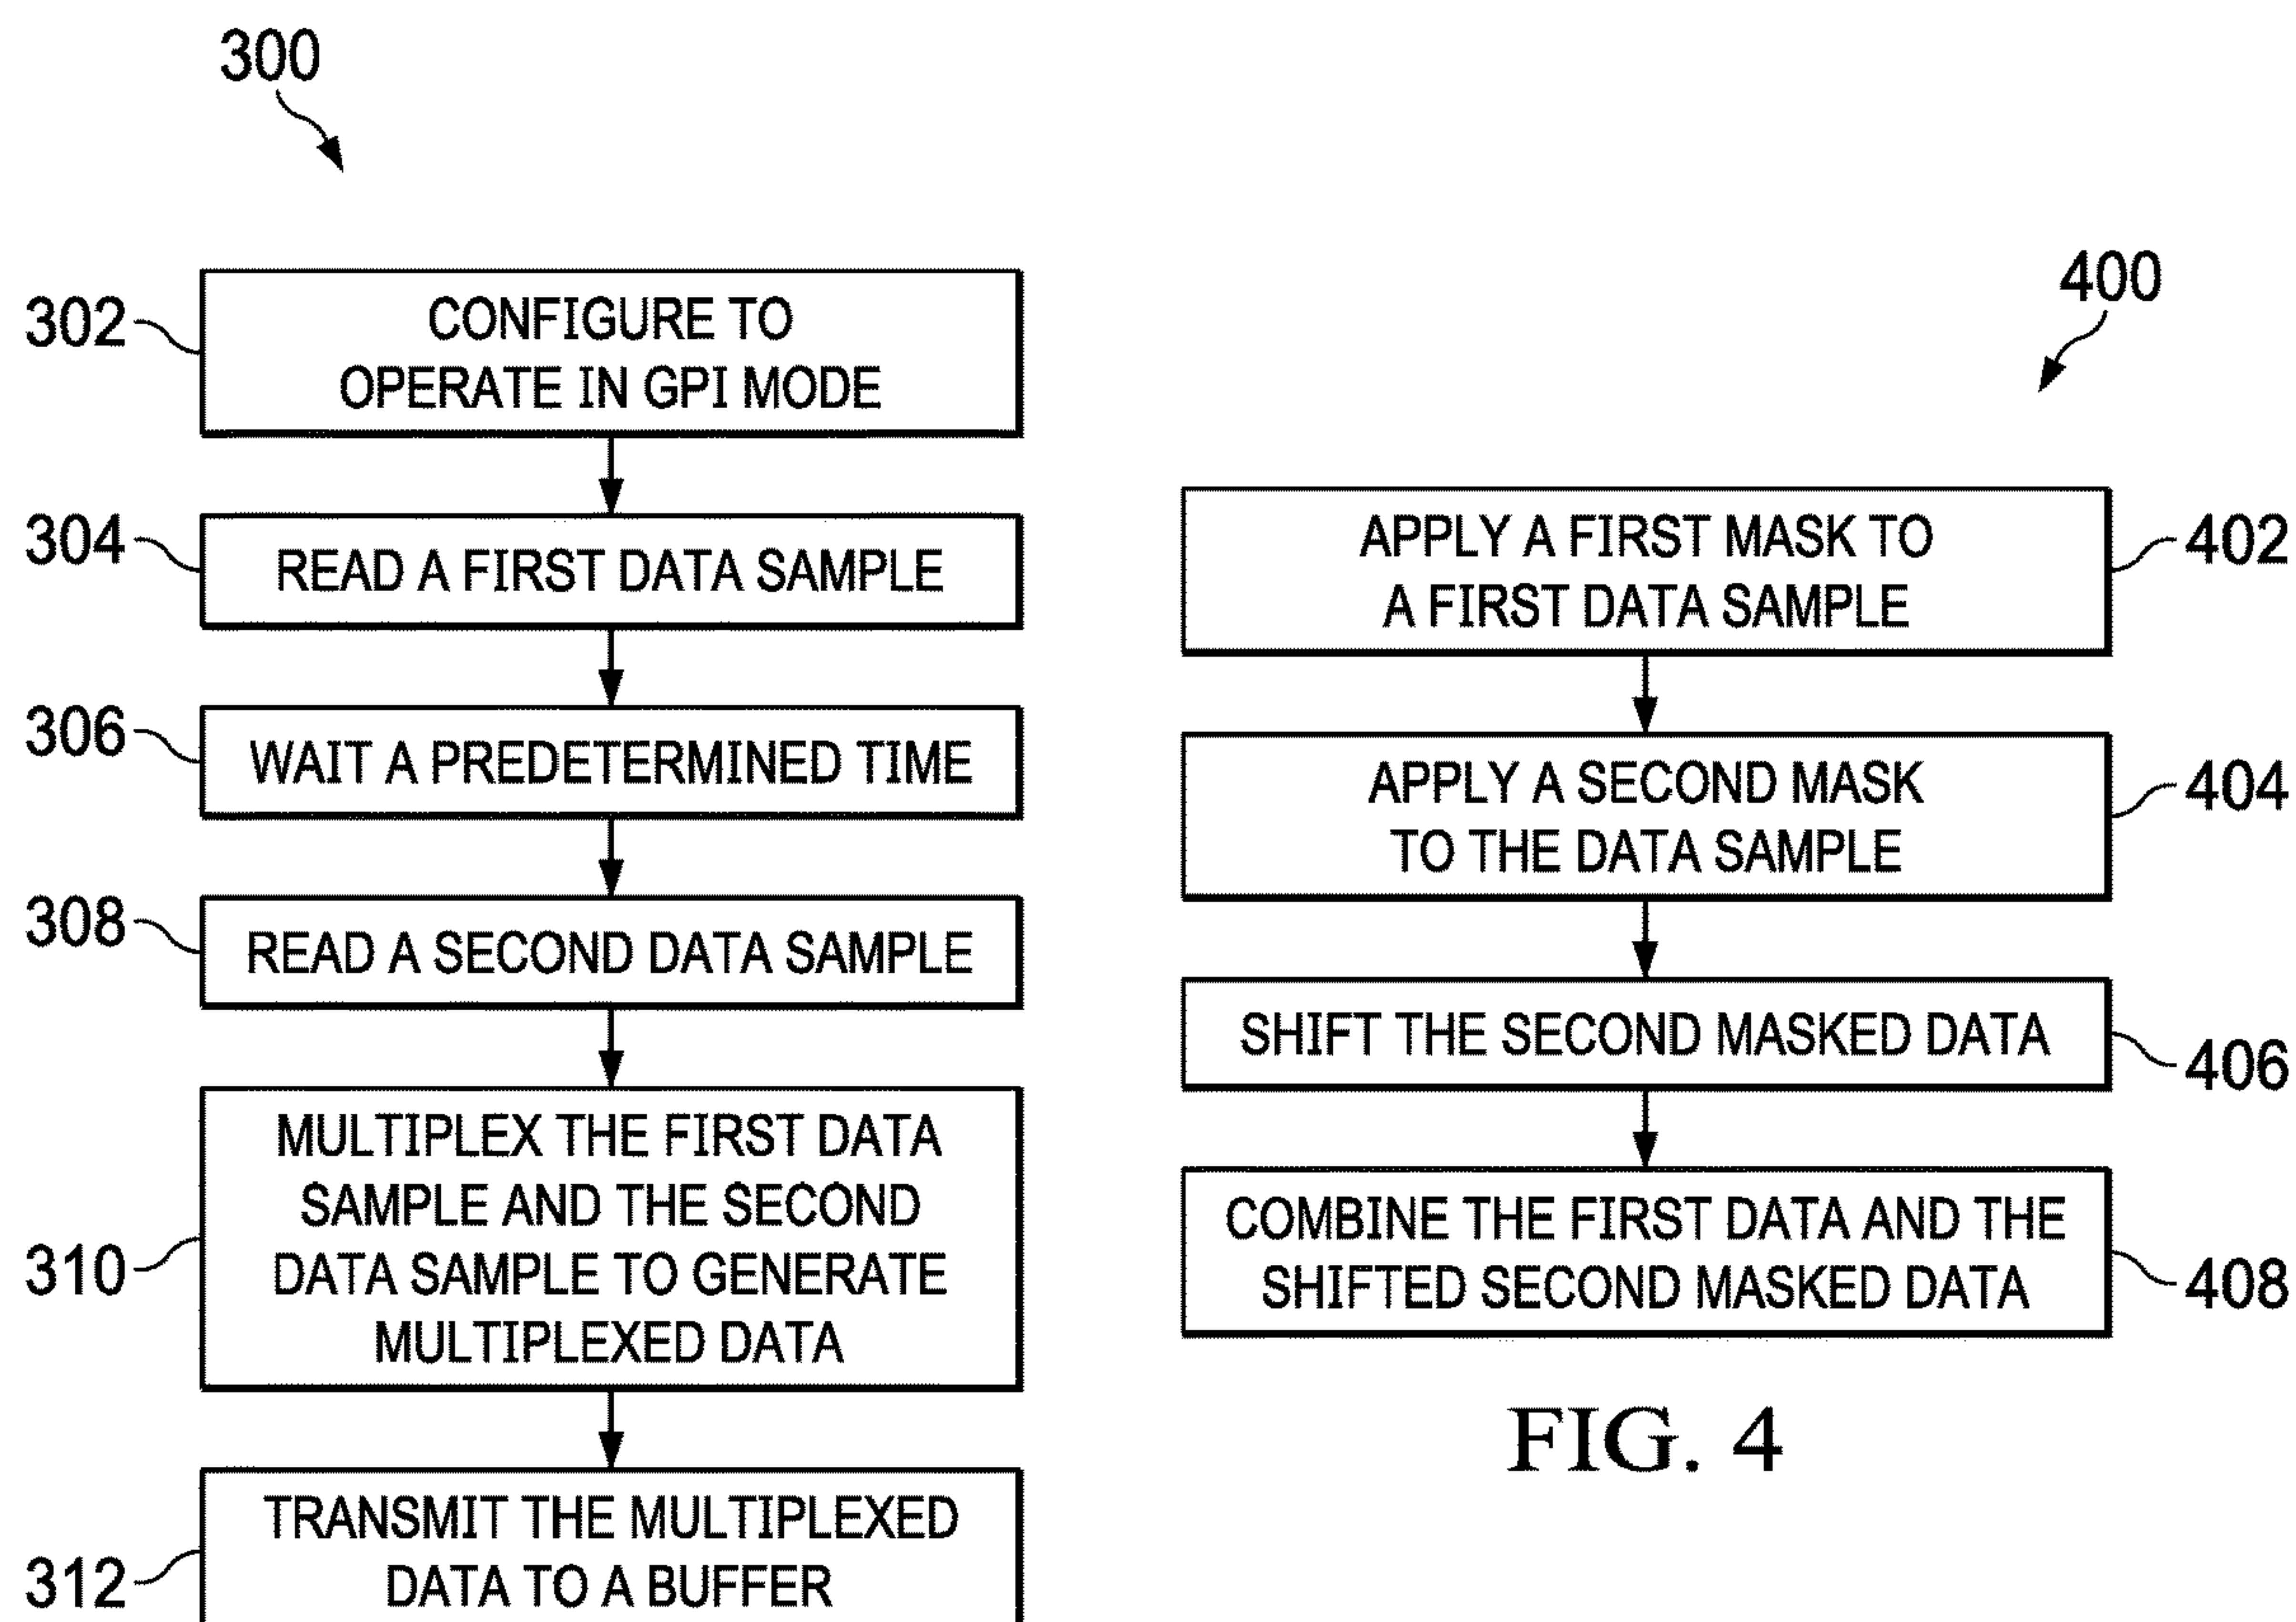 300
302
CONFIGURE TO
OPERATE IN GPI MODE
304
READ A FIRST DATA SAMPLE
306
WAIT A PREDETERMINED TIME
308
READ A SECOND DATA SAMPLE
310
MULTIPLEX THE FIRST DATA
SAMPLE AND THE SECOND
DATA SAMPLE TO GENERATE
MULTIPLEXED DATA
312
TRANSMIT THE MULTIPLEXED
DATA TO A BUFFER
400
APPLY A FIRST MASK TO
A FIRST DATA SAMPLE
402
APPLY A SECOND MASK
TO THE DATA SAMPLE
404
SHIFT THE SECOND MASKED DATA
406
COMBINE THE FIRST DATA AND THE
SHIFTED SECOND MASKED DATA
408
FIG. 4